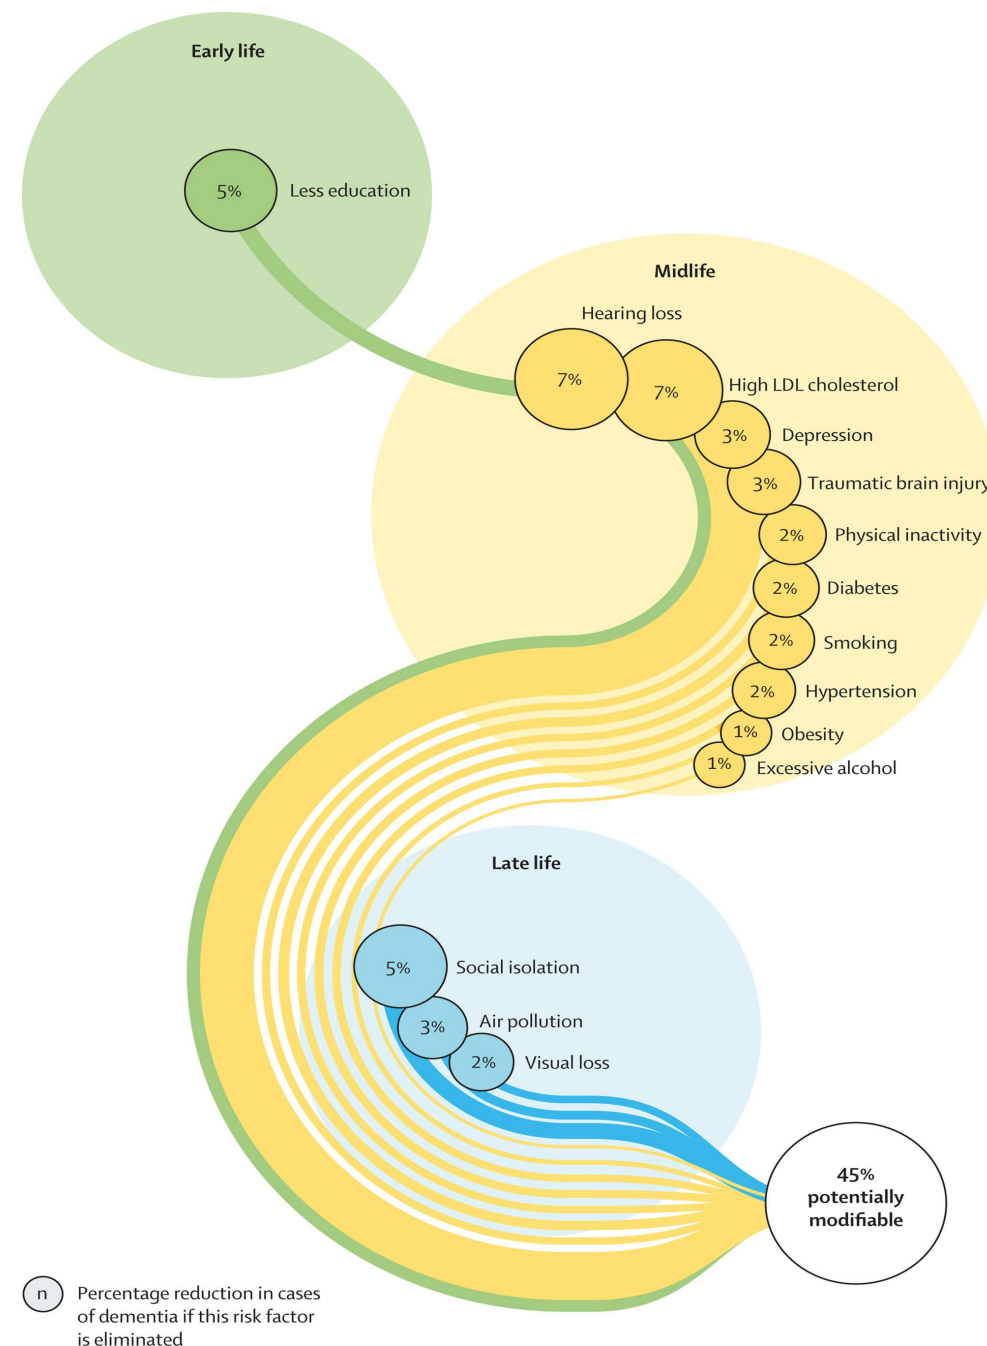 Early life
5%
Less education
Midlife
Hearing loss
7%
7%
High LDL cholesterol
3%
Depression
3%
Traumatic brain injury
2%
Physical inactivity
2%
Diabetes
2%
Smoking
2%
Hypertension
1%
Obesity
1%
Excessive alcohol
Late life
5%
Social isolation
3%
Air pollution
2%
Visual loss
45%
potentially
modifiable
n
Percentage reduction in cases
of dementia if this risk factor
is eliminated